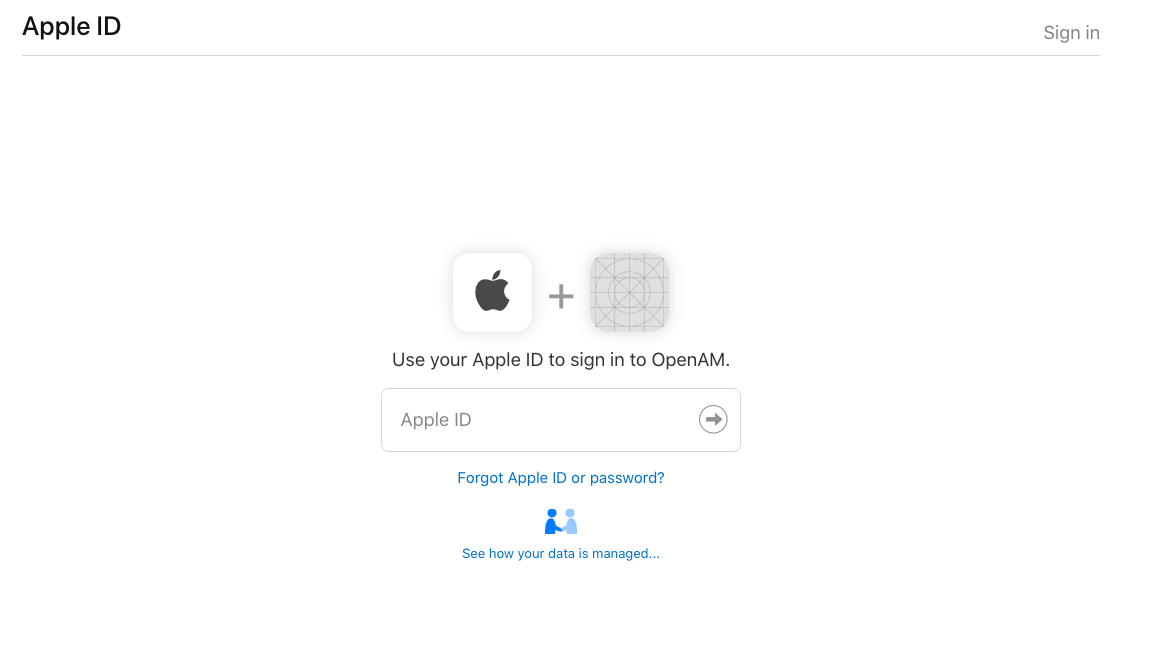 Apple ID
Sign in
Use your Apple ID to sign in to OpenAM.
Apple ID
Forgot Apple ID or password?
See how your data is managed...